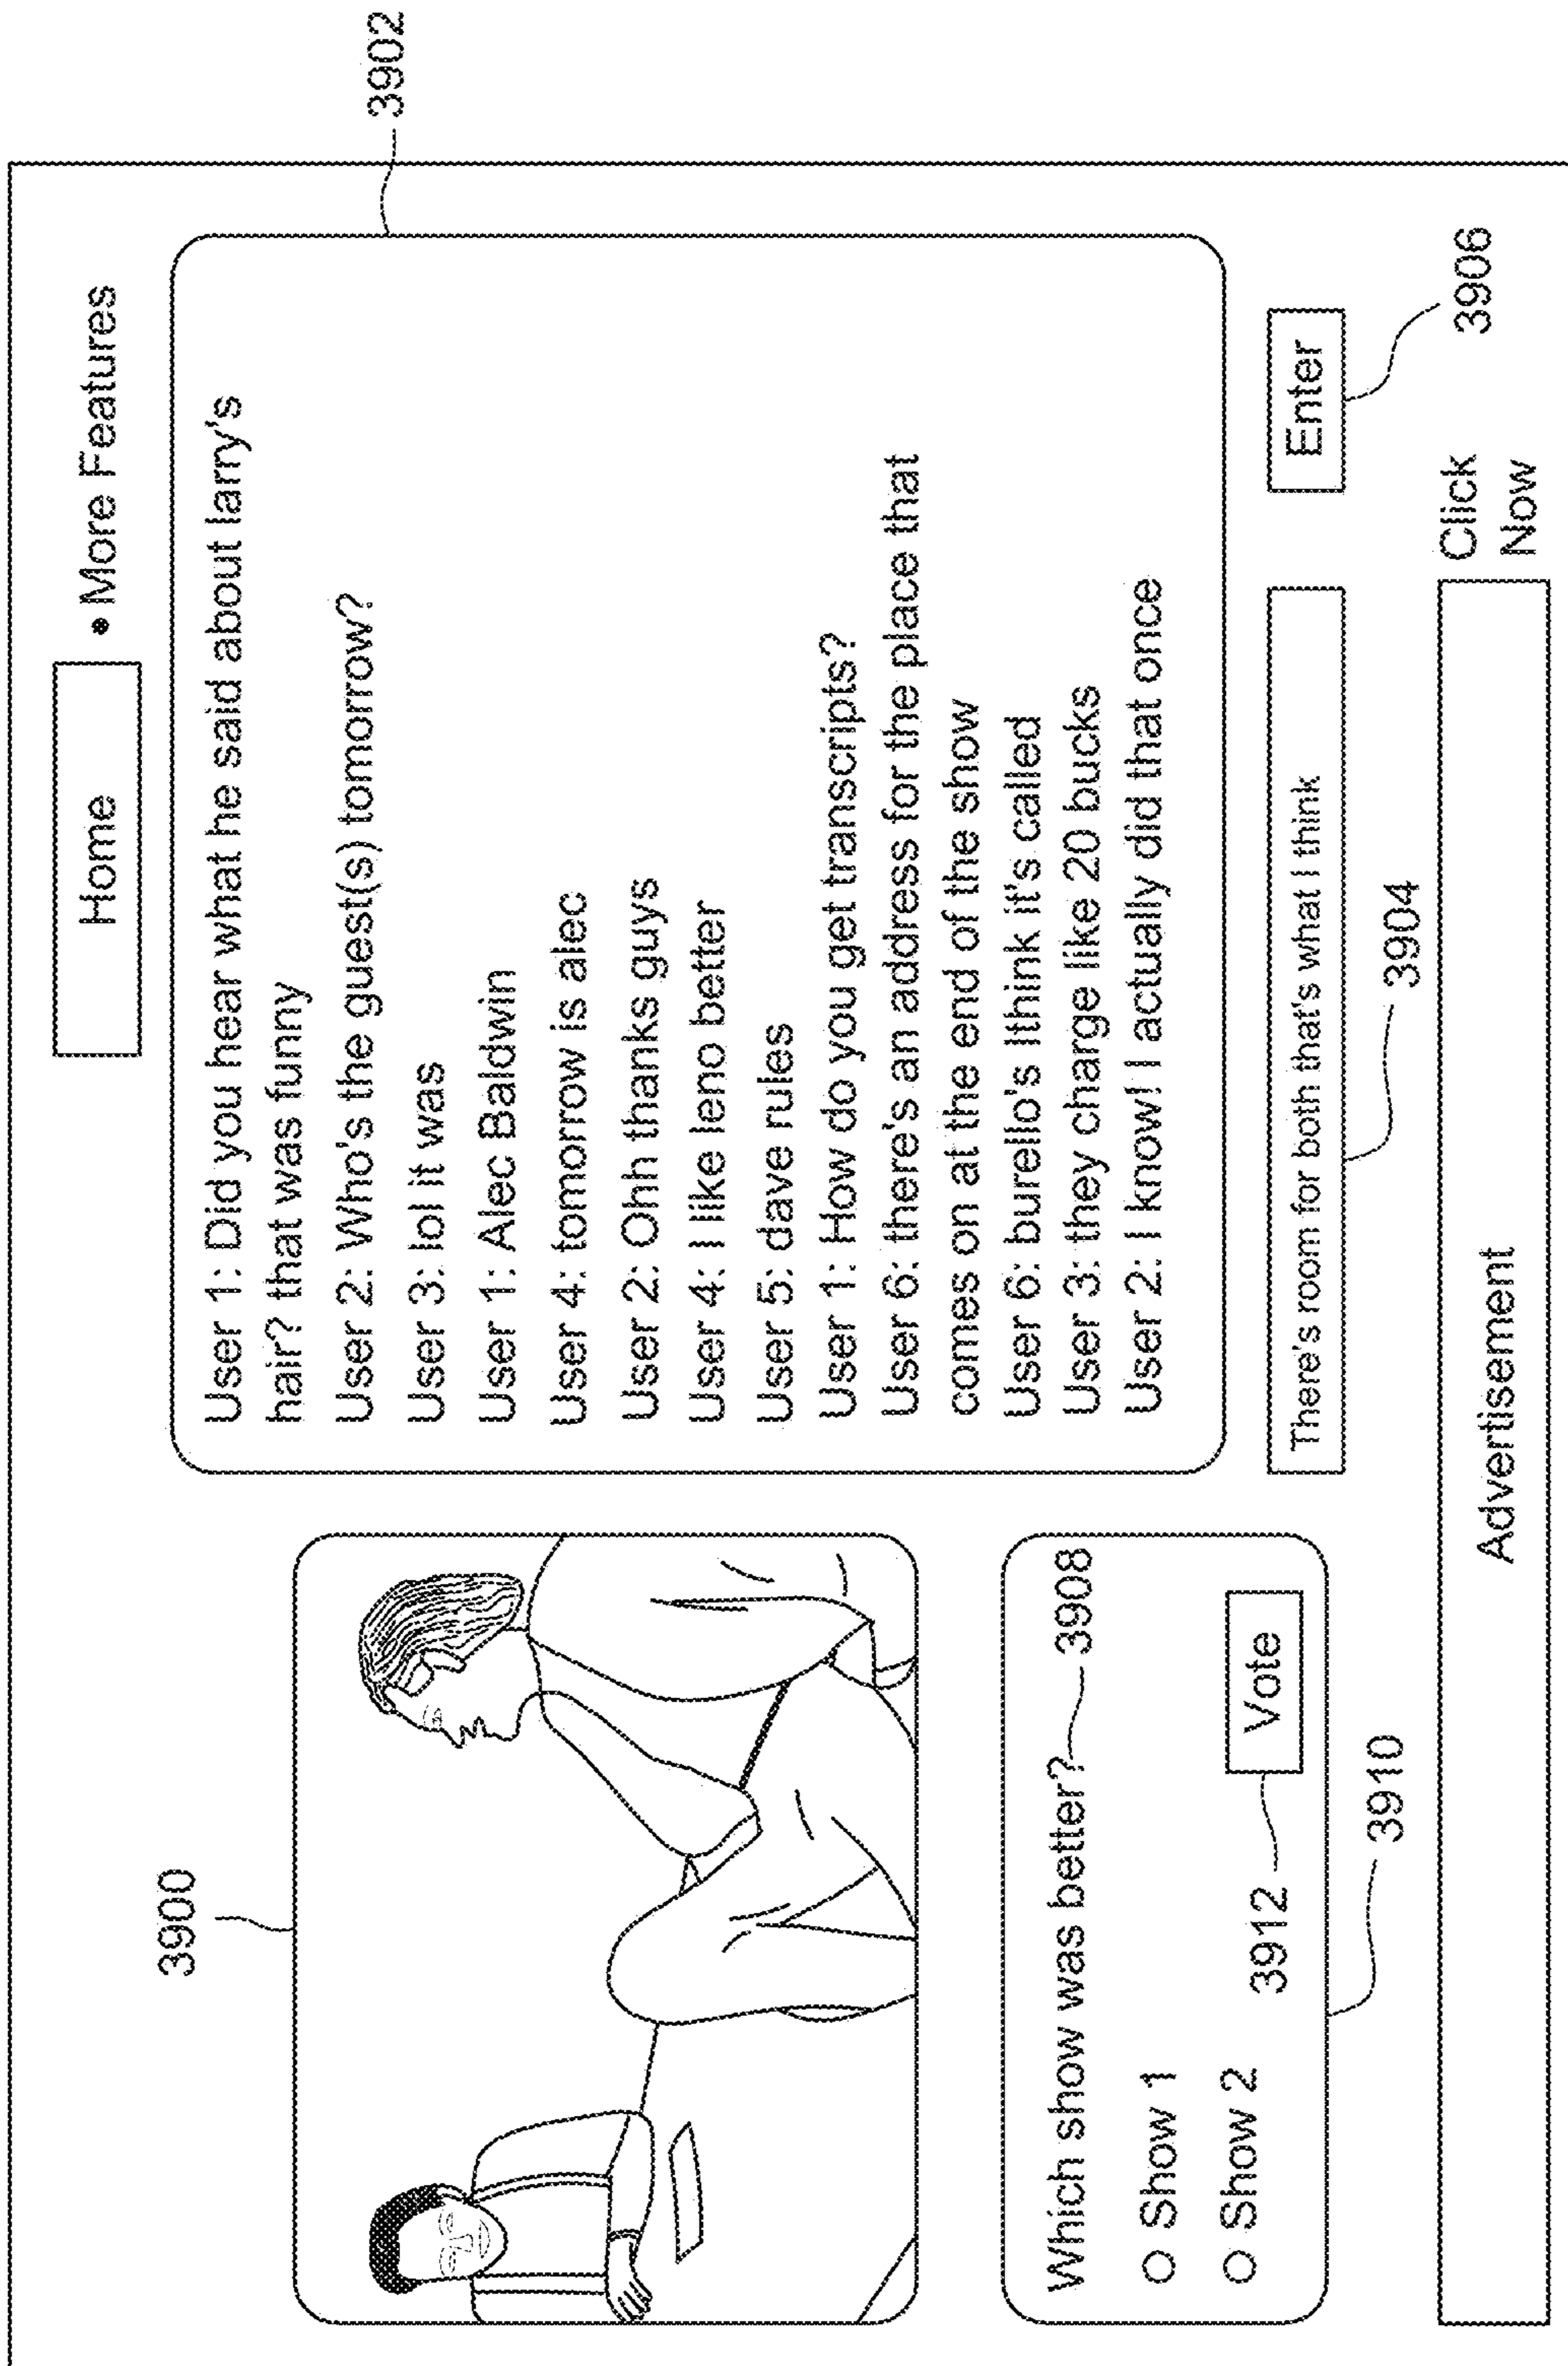 Home
• More Features
3900
3902
User 1: Did you hear what he said about larry's
hair? that was funny
User 2: Who's the guest(s) tomorrow?
User 3: lol it was
User 1: Alec Baldwin
User 4: tomorrow is alec
User 2: Ohh thanks guys
User 4: I like leno better
User 5: dave rules
User 1: How do you get transcripts?
User 6: there's an address for the place that
comes on at the end of the show
User 6: burello's Ithink it's called
User 3: they charge like 20 bucks
User 2: I know! I actually did that once
Which show was better?
3908
Show 1
Show 2
3912
Vote
3910
There's room for both that's what I think
3904
Enter
3906
Advertisement
Click
Now